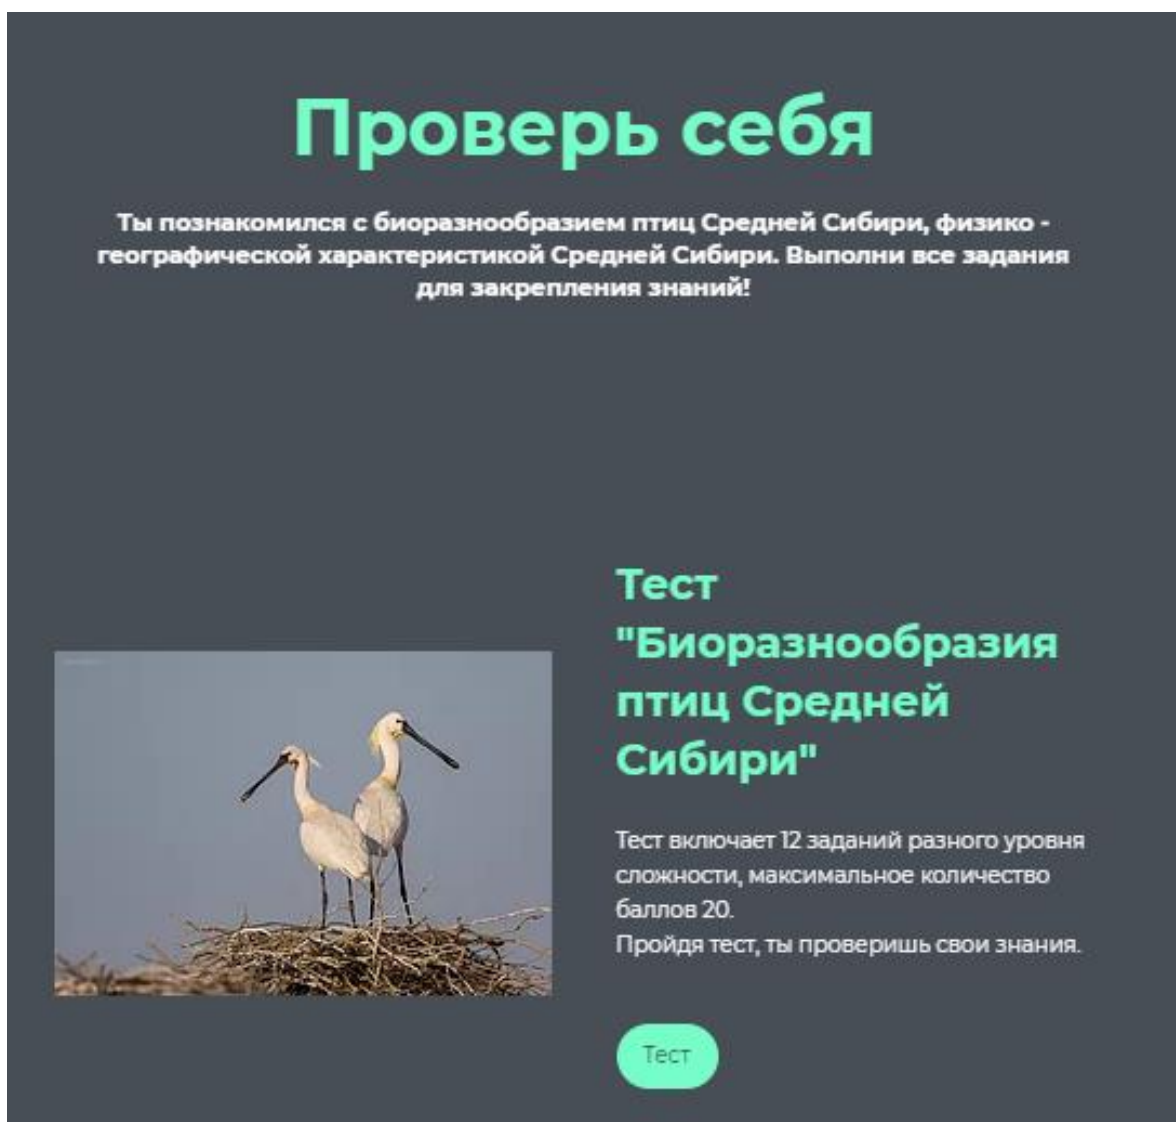 Проверь себя
Ты познакомился с биоразнообразием птиц Средней Сибири, физико -
географической характеристикой Средней Сибири. Выполни все задания
для закрепления знаний!
Тест
"Биоразнообразия
птиц Средней
Сибири"
Тест включает 12 заданий разного уровня
сложности, максимальное количество
баллов 20.
Пройдя тест, ты проверишь свои знания.
Тест